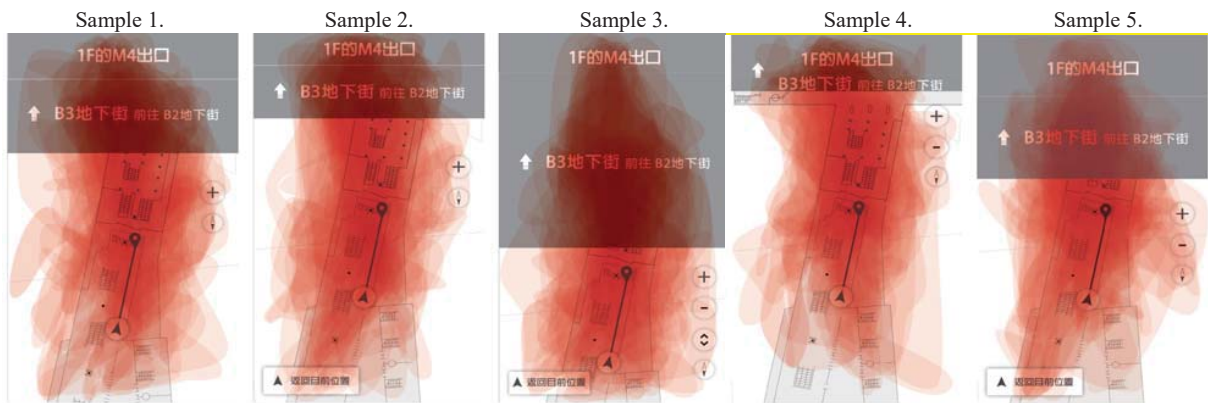 Sample 1.
Sample 2.
Sample 3.
Sample 4.
Sample 5.
1F的M4出口
B3地下街 前往 B2地下街
1F的M4出口
B3地下街 前往 B2地下街
返回目前位置
1F的M4出口
B3地下街 前往 B2地下街
返回目前位置
1F的M4出口
B3地下街 前往 B2地下街
1F的M4出口
B3地下街 前往 B2地下街
返回目前位置